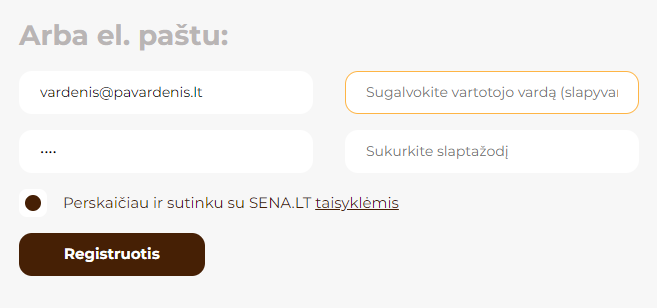 Arba el. paštu:
vardenis@pavardenis.lt
Sugalvokite vartotojo vardą (slapyvar
····
Sukurkite slaptažodį
Perskaičiau ir sutinku su SENA.LT taisyklėmis
Registruotis